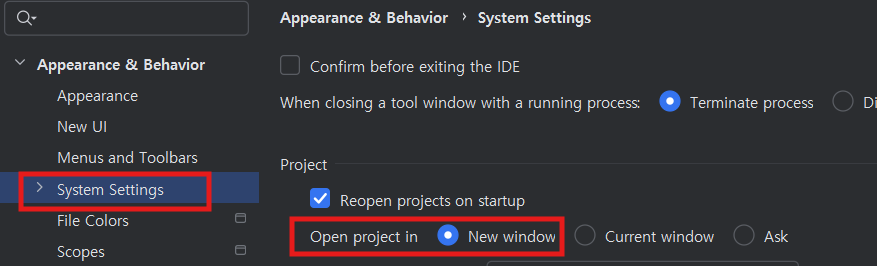 Appearance & Behavior › System Settings
Appearance & Behavior
Appearance
New UI
Menus and Toolbars
System Settings
File Colors
Scopes
Confirm before exiting the IDE
When closing a tool window with a running process: Terminate process Di
Project
Reopen projects on startup
Open project in New window Current window Ask